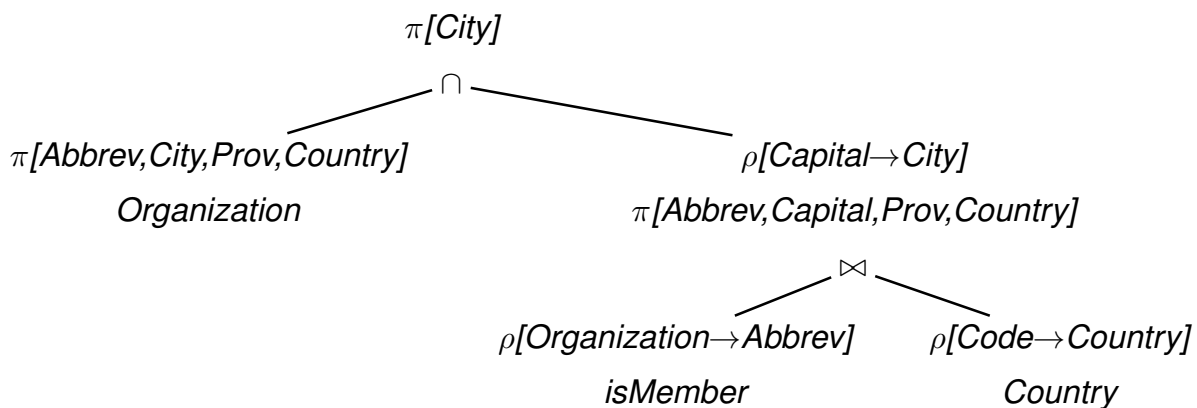 π[City]
∩
π[Abbrev,City,Prov,Country] ρ[Capital→City]
Organization π[Abbrev,Capital,Prov,Country]
⋈
ρ[Organization→Abbrev] ρ[Code→Country]
isMember Country